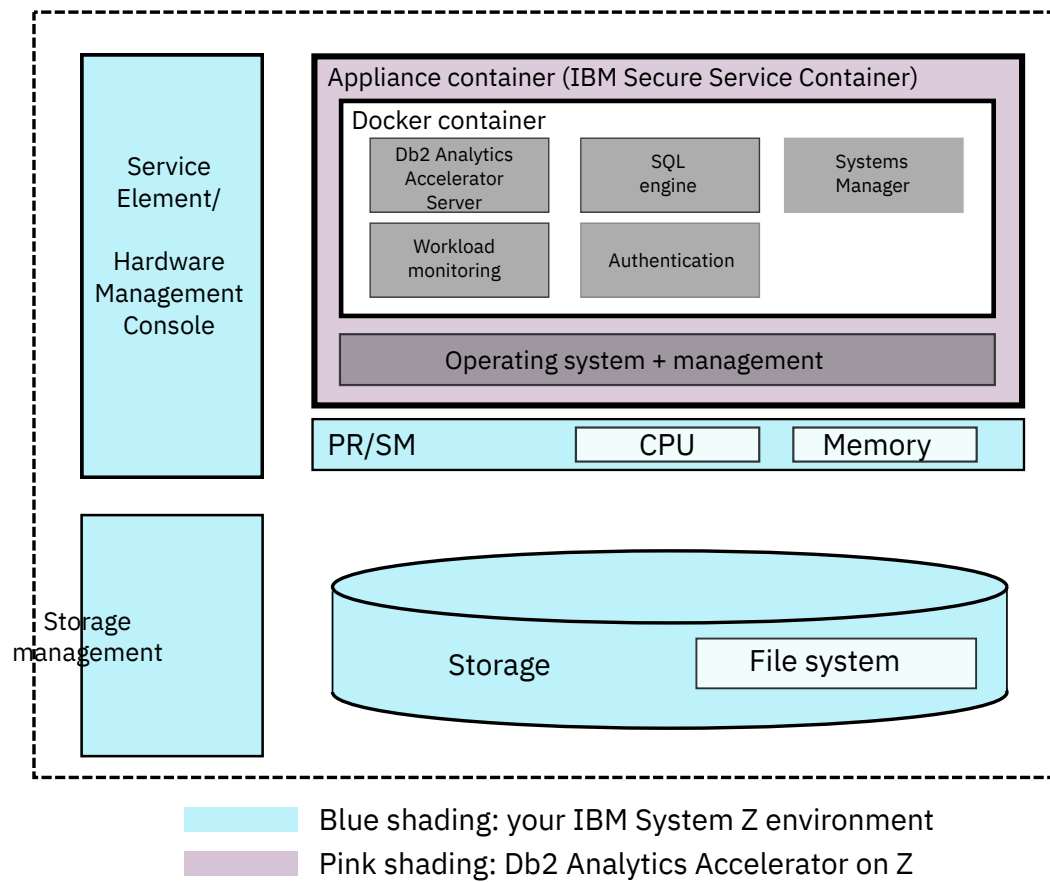 Service
Element/
Hardware
Management
Console
Appliance container (IBM Secure Service Container)
Docker container
Db2 Analytics
Accelerator
Server
SQL
engine
Systems
Manager
Workload
monitoring
Authentication
Operating system + management
PR/SM
CPU
Memory
Storage
management
Storage
File system
Blue shading: your IBM System Z environment
Pink shading: Db2 Analytics Accelerator on Z